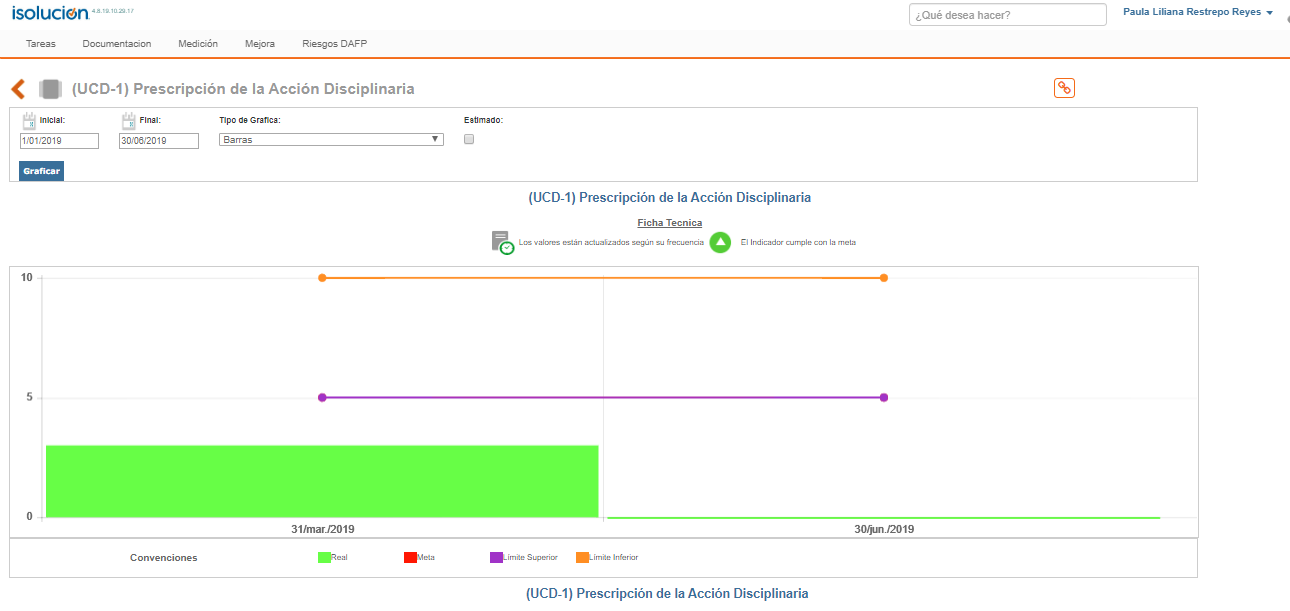 isolución 4.8.19.10.29.17
¿Qué desea hacer?
Paula Liliana Restrepo Reyes
Tareas Documentacion Medición Mejora Riesgos DAFP
(UCD-1) Prescripción de la Acción Disciplinaria
Inicial: Final: Tipo de Grafica: Estimado:
1/01/2019 30/06/2019 Barras
Graficar
(UCD-1) Prescripción de la Acción Disciplinaria
Ficha Tecnica
Los valores están actualizados según su frecuencia El Indicador cumple con la meta
10
5
0
31/mar./2019 30/jun./2019
Convenciones Real Meta Límite Superior Límite Inferior
(UCD-1) Prescripción de la Acción Disciplinaria